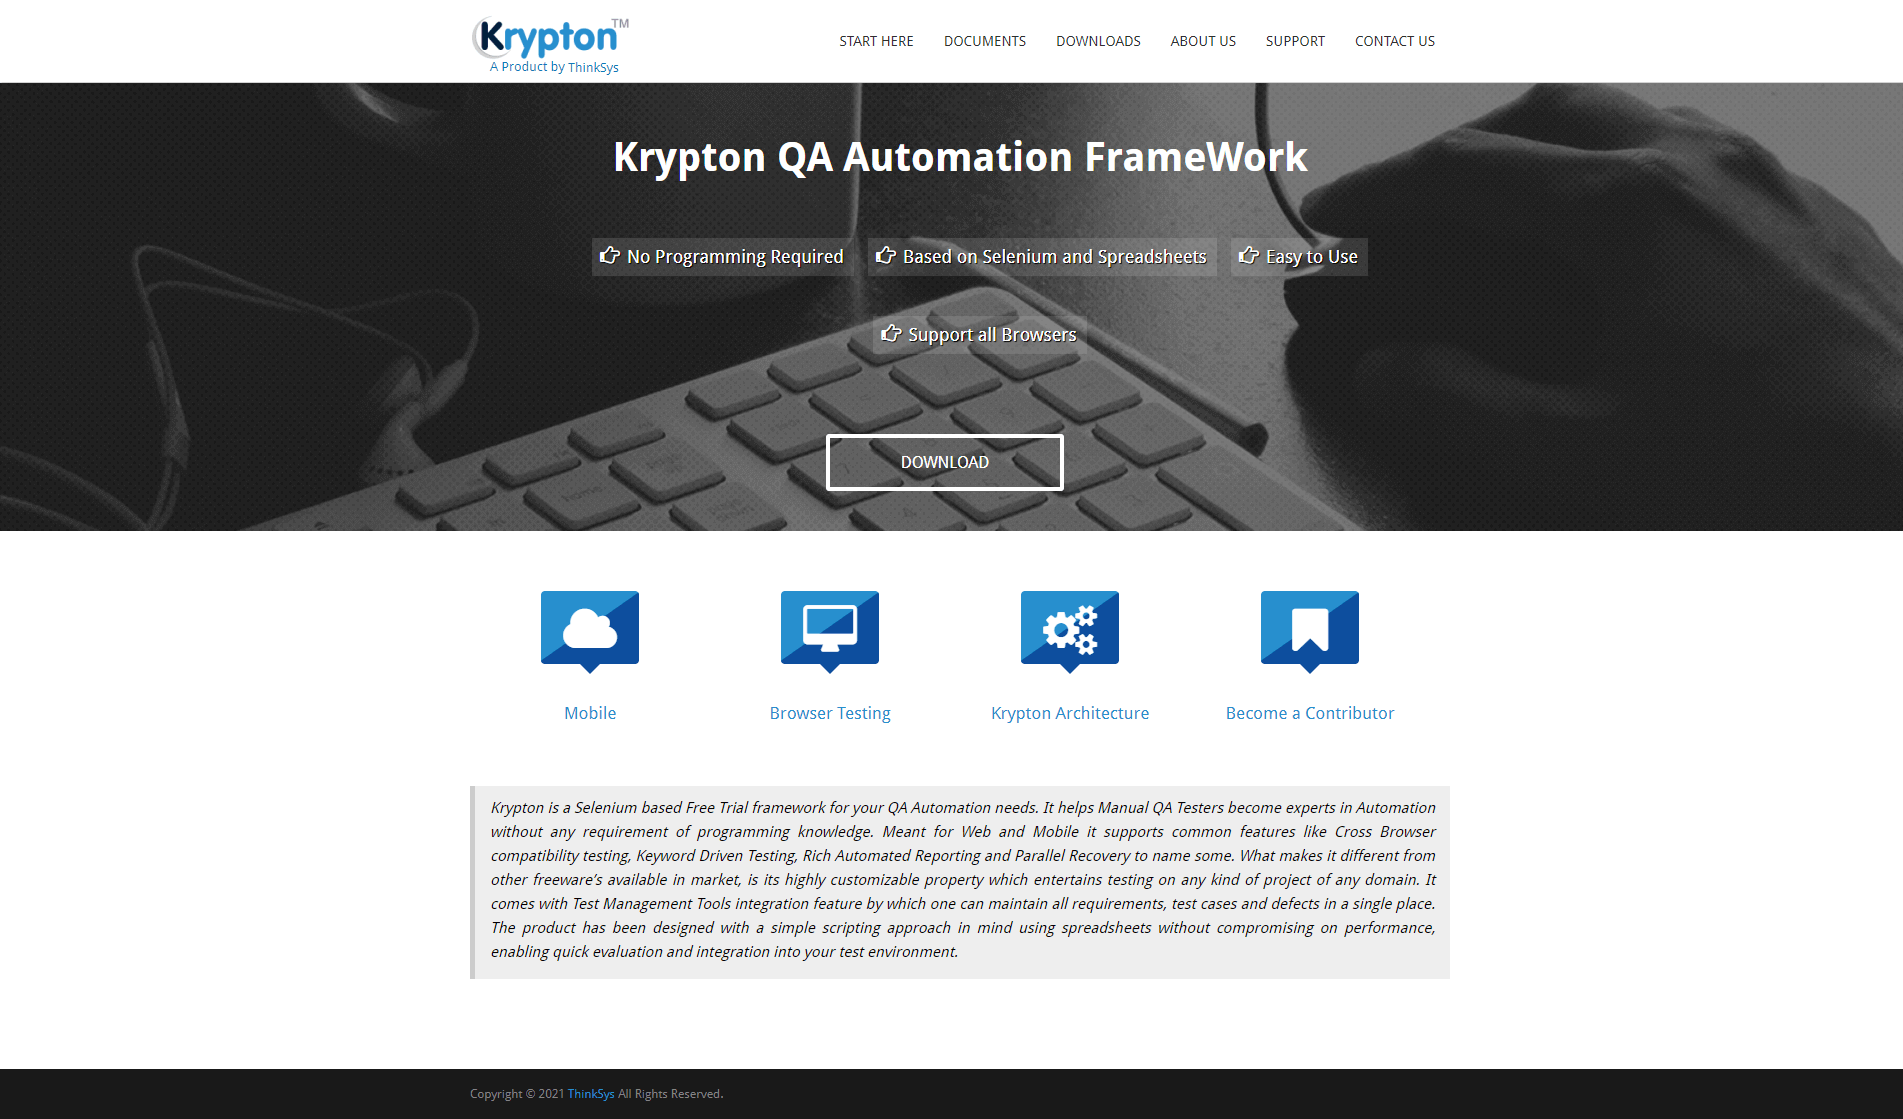 Krypton™
A Product by ThinkSys
START HERE
DOCUMENTS
DOWNLOADS
ABOUT US
SUPPORT
CONTACT US
Krypton QA Automation FrameWork
No Programming Required
Based on Selenium and Spreadsheets
Easy to Use
Support all Browsers
DOWNLOAD
Mobile
Browser Testing
Krypton Architecture
Become a Contributor
Krypton is a Selenium based Free Trial framework for your QA Automation needs. It helps Manual QA Testers become experts in Automation
without any requirement of programming knowledge. Meant for Web and Mobile it supports common features like Cross Browser
compatibility testing, Keyword Driven Testing, Rich Automated Reporting and Parallel Recovery to name some. What makes it different from
other freeware’s available in market, is its highly customizable property which entertains testing on any kind of project of any domain. It
comes with Test Management Tools integration feature by which one can maintain all requirements, test cases and defects in a single place.
The product has been designed with a simple scripting approach in mind using spreadsheets without compromising on performance,
enabling quick evaluation and integration into your test environment.
Copyright © 2021 ThinkSys All Rights Reserved.